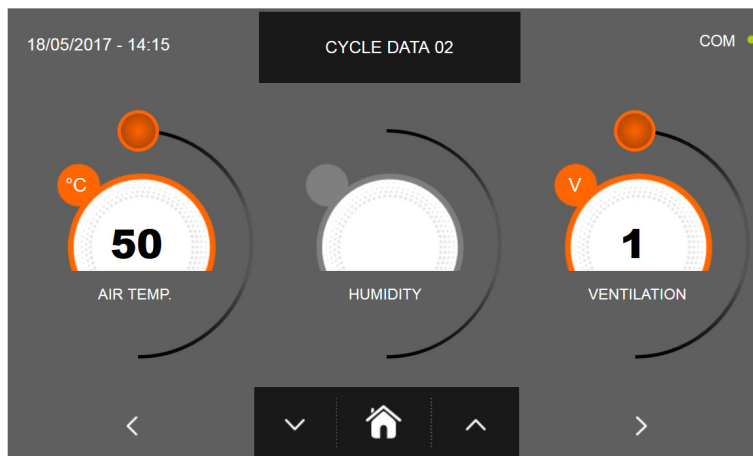 18/05/2017 - 14:15
CYCLE DATA 02
COM
°C
V
50
1
AIR TEMP.
HUMIDITY
VENTILATION